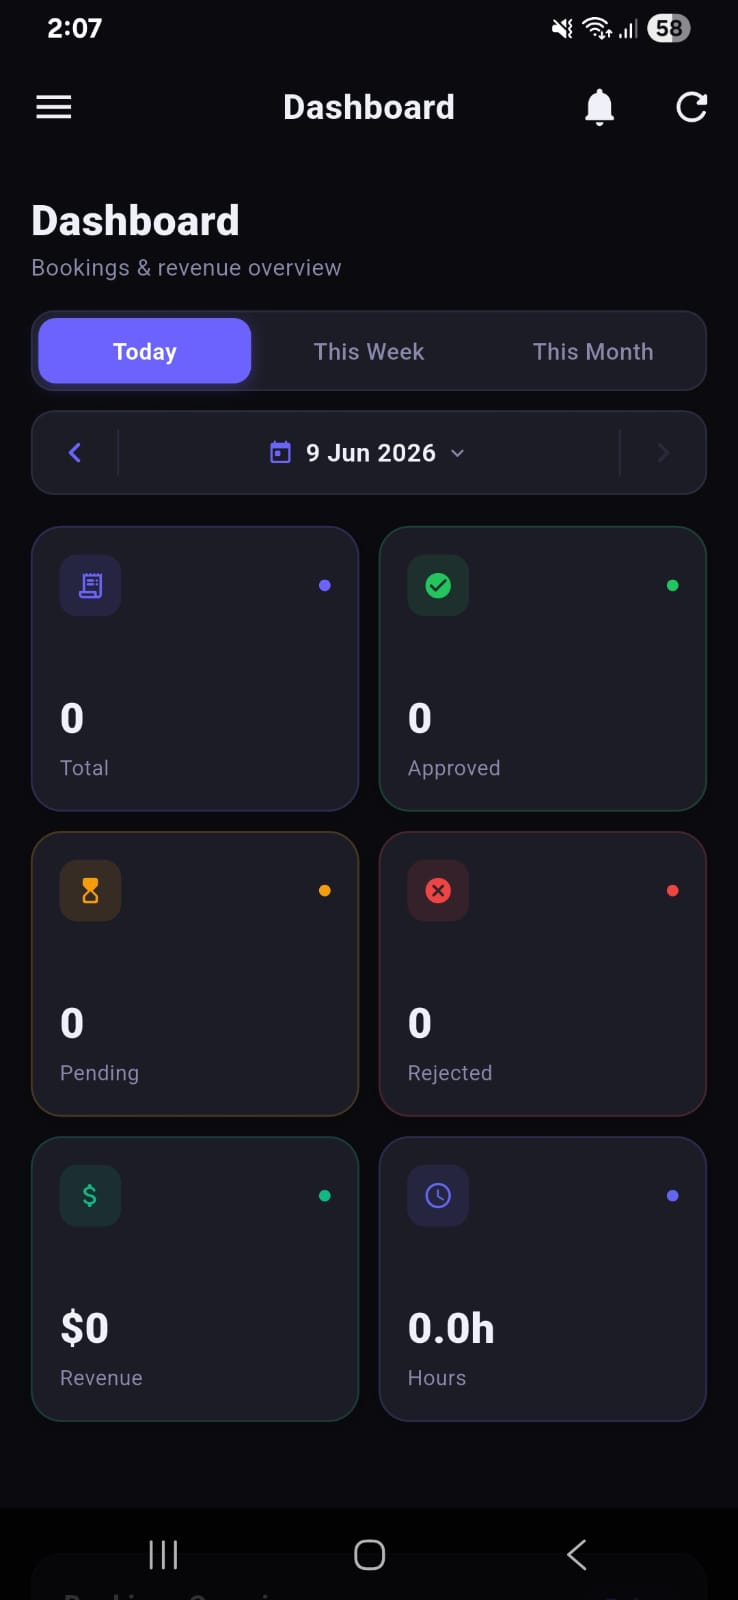 2:07
58
Dashboard
Dashboard
Bookings & revenue overview
Today
This Week
This Month
9 Jun 2026
0
Total
0
Approved
0
Pending
0
Rejected
$0
Revenue
0.0h
Hours